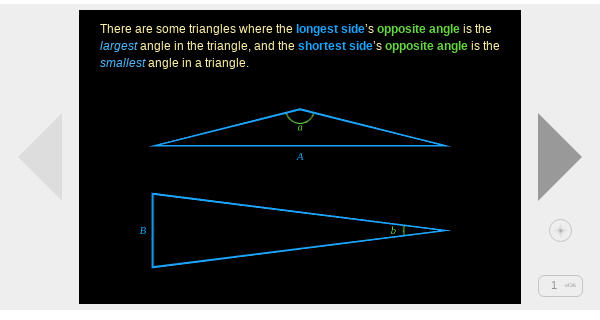 There are some triangles where the longest side's opposite angle is the
largest angle in the triangle, and the shortest side's opposite angle is the
smallest angle in a triangle.
a
A
B
b
1